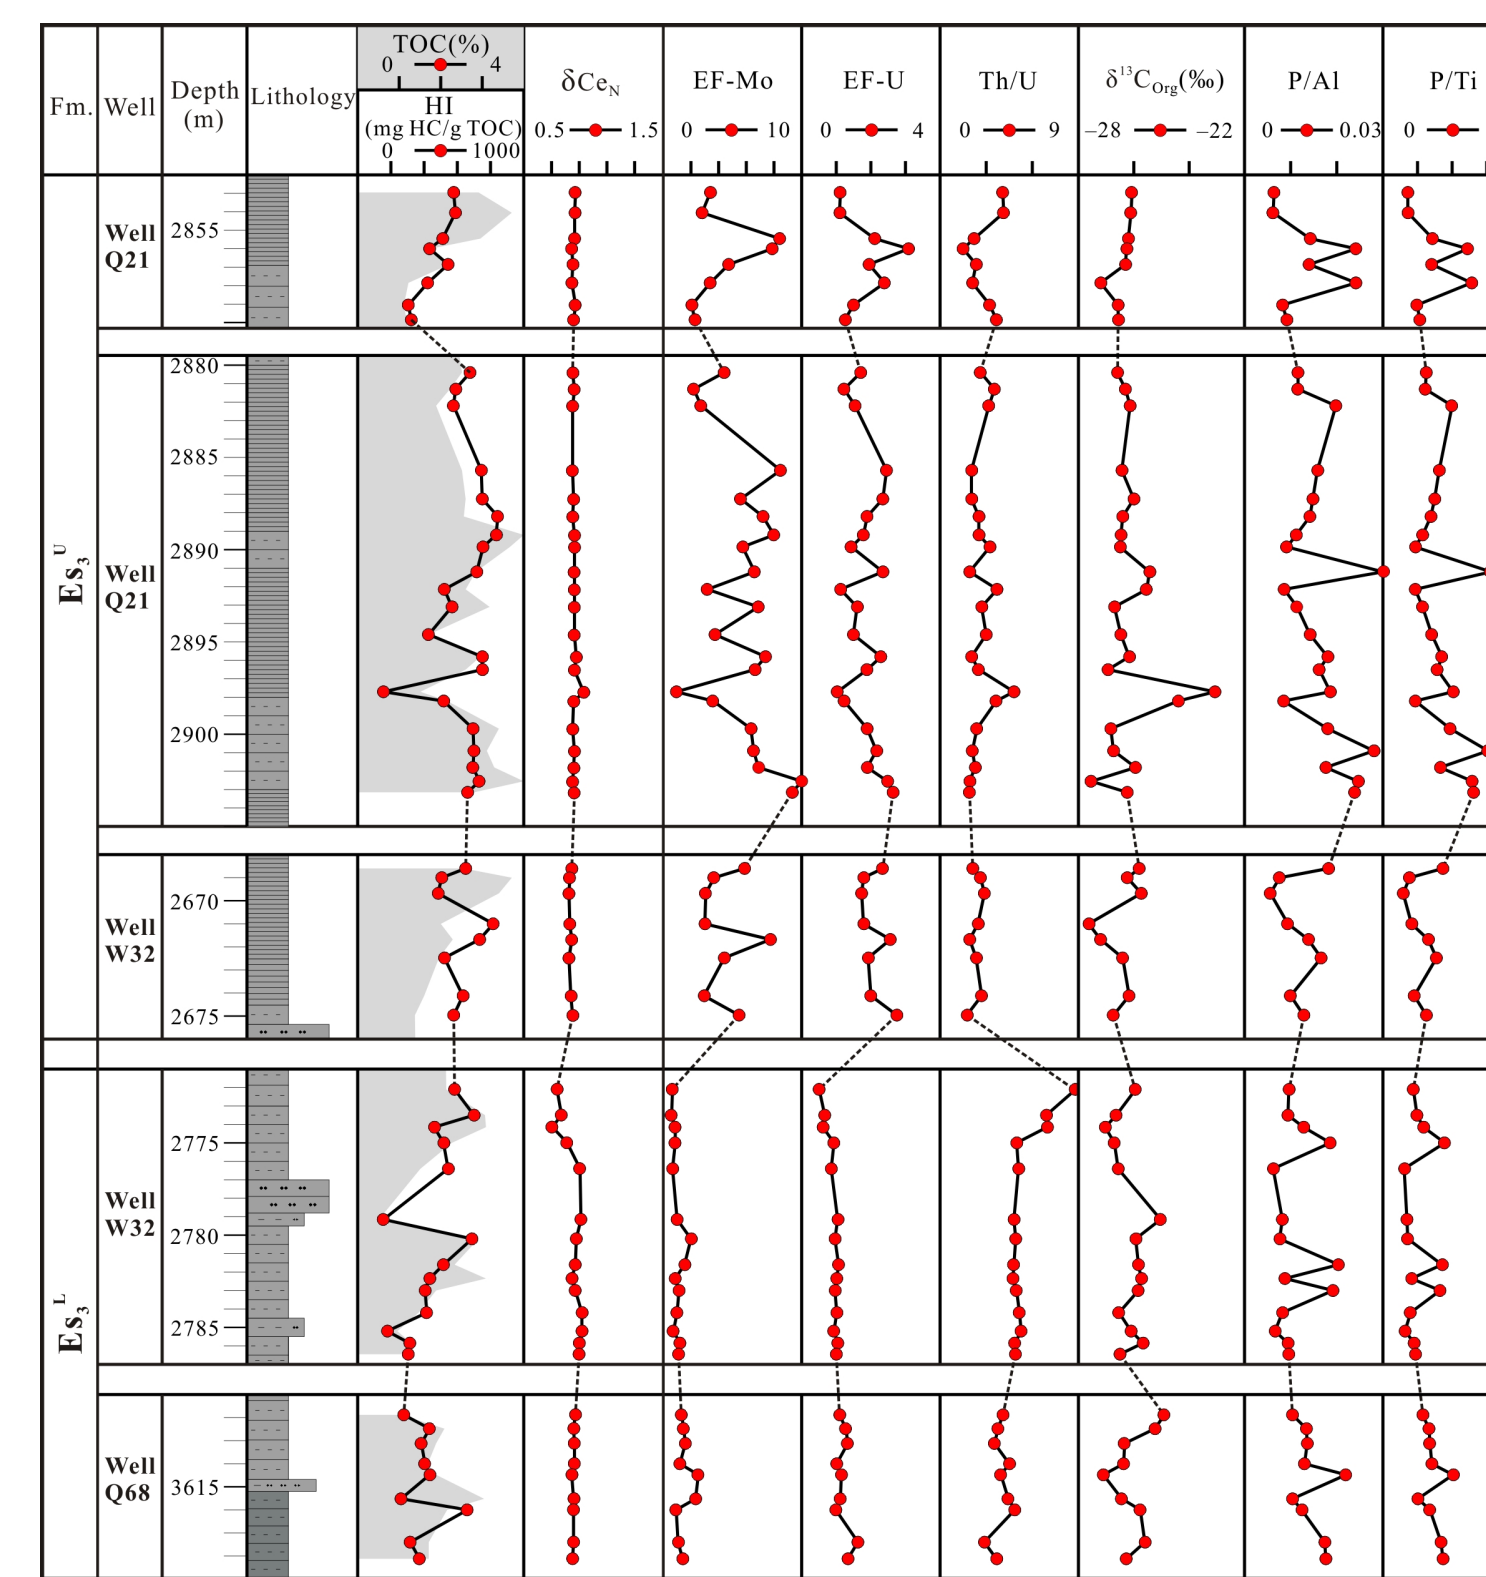 Fm.
Well
Depth
(m)
Lithology
TOC(%)
0 4
HI
(mg HC/g TOC)
0 1000
δCeN
0.5 1.5
EF-Mo
0 10
EF-U
0 4
Th/U
0 9
δ¹³COrg(‰)
−28 −22
P/Al
0 0.03
P/Ti
0
Es₃ᵁ
Well
Q21
2855
Well
Q21
2880
2885
2890
2895
2900
Well
W32
2670
2675
Es₃ᴸ
Well
W32
2775
2780
2785
Well
Q68
3615